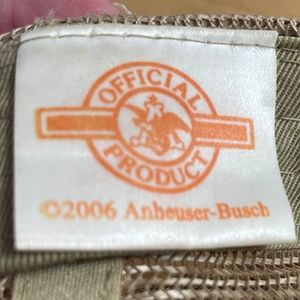 OFFICIAL
PRODUCT
©2006 Anheuser-Busch